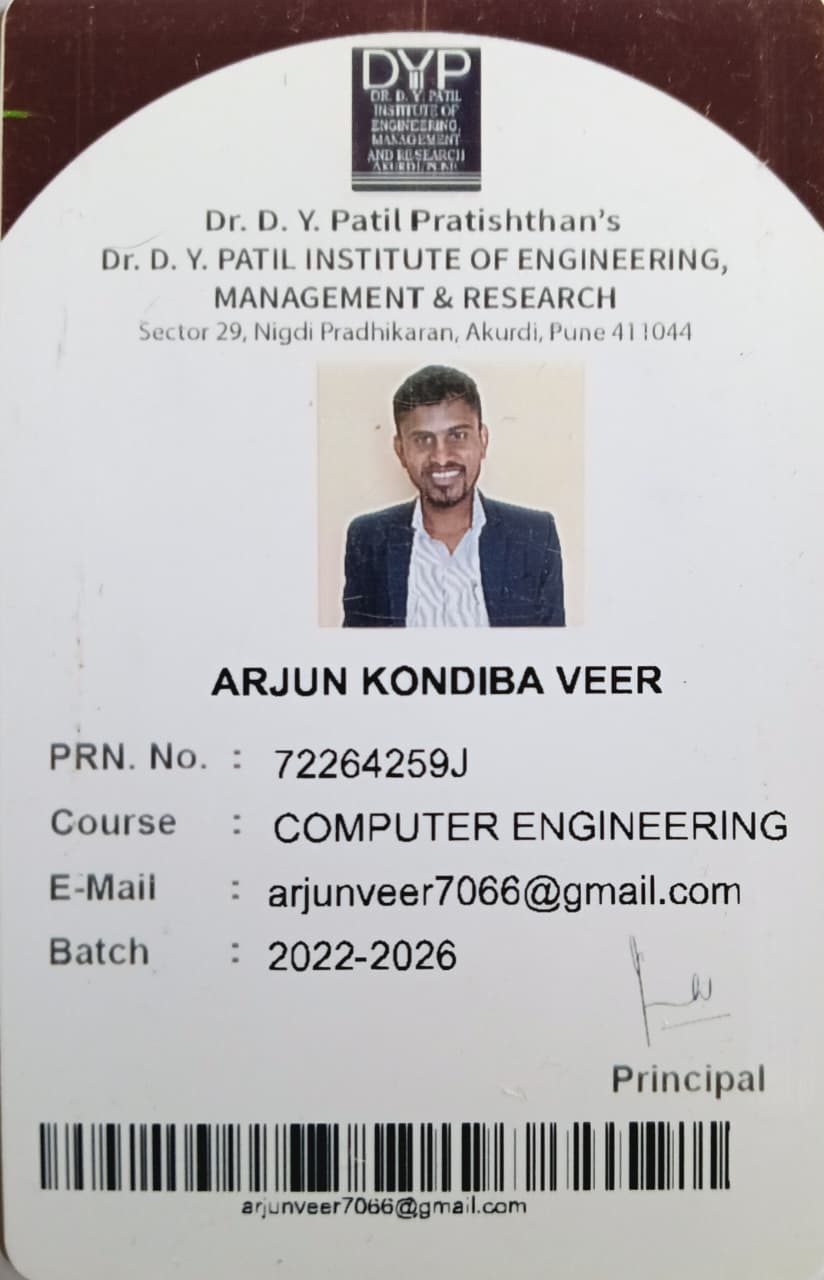 DYP
DR. D. Y. PATIL
INSTITUTE OF
ENGINEERING,
MANAGEMENT
AND RESEARCH
AKURDI, PUNE
Dr. D. Y. Patil Pratishthan's
Dr. D. Y. PATIL INSTITUTE OF ENGINEERING,
MANAGEMENT & RESEARCH
Sector 29, Nigdi Pradhikaran, Akurdi, Pune 411044
ARJUN KONDIBA VEER
PRN. No. : 72264259J
Course : COMPUTER ENGINEERING
E-Mail : arjunveer7066@gmail.com
Batch : 2022-2026
Principal
arjunveer7066@gmail.com